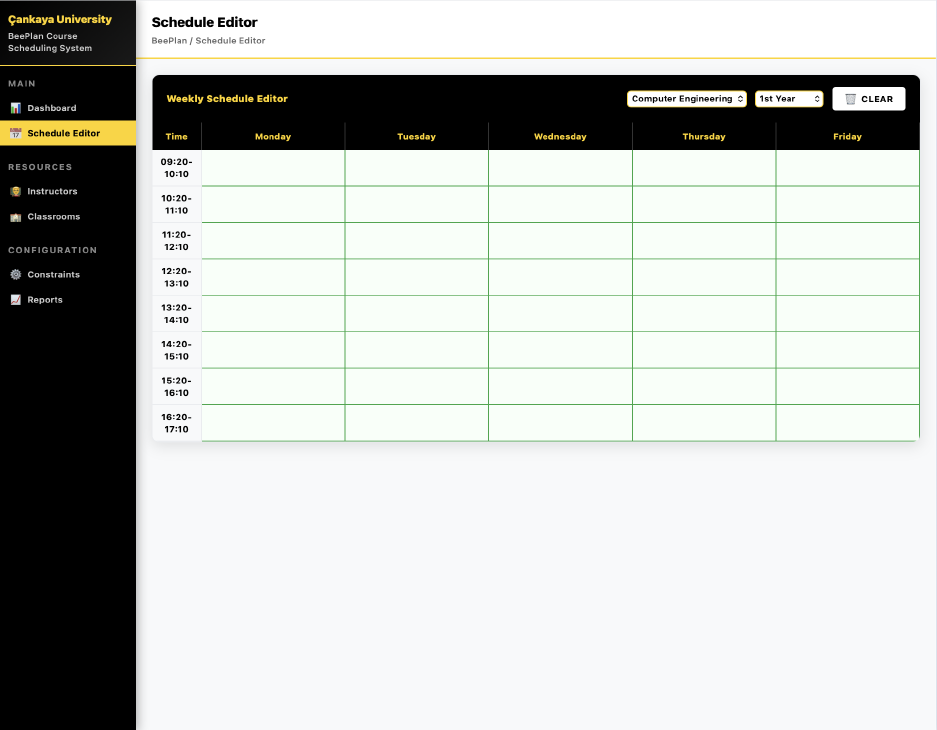 Çankaya University
BeePlan Course
Scheduling System
MAIN
Dashboard
Schedule Editor
RESOURCES
Instructors
Classrooms
CONFIGURATION
Constraints
Reports
Schedule Editor
BeePlan / Schedule Editor
Weekly Schedule Editor
Computer Engineering
1st Year
CLEAR
Time Monday Tuesday Wednesday Thursday Friday
09:20-
10:10
10:20-
11:10
11:20-
12:10
12:20-
13:10
13:20-
14:10
14:20-
15:10
15:20-
16:10
16:20-
17:10